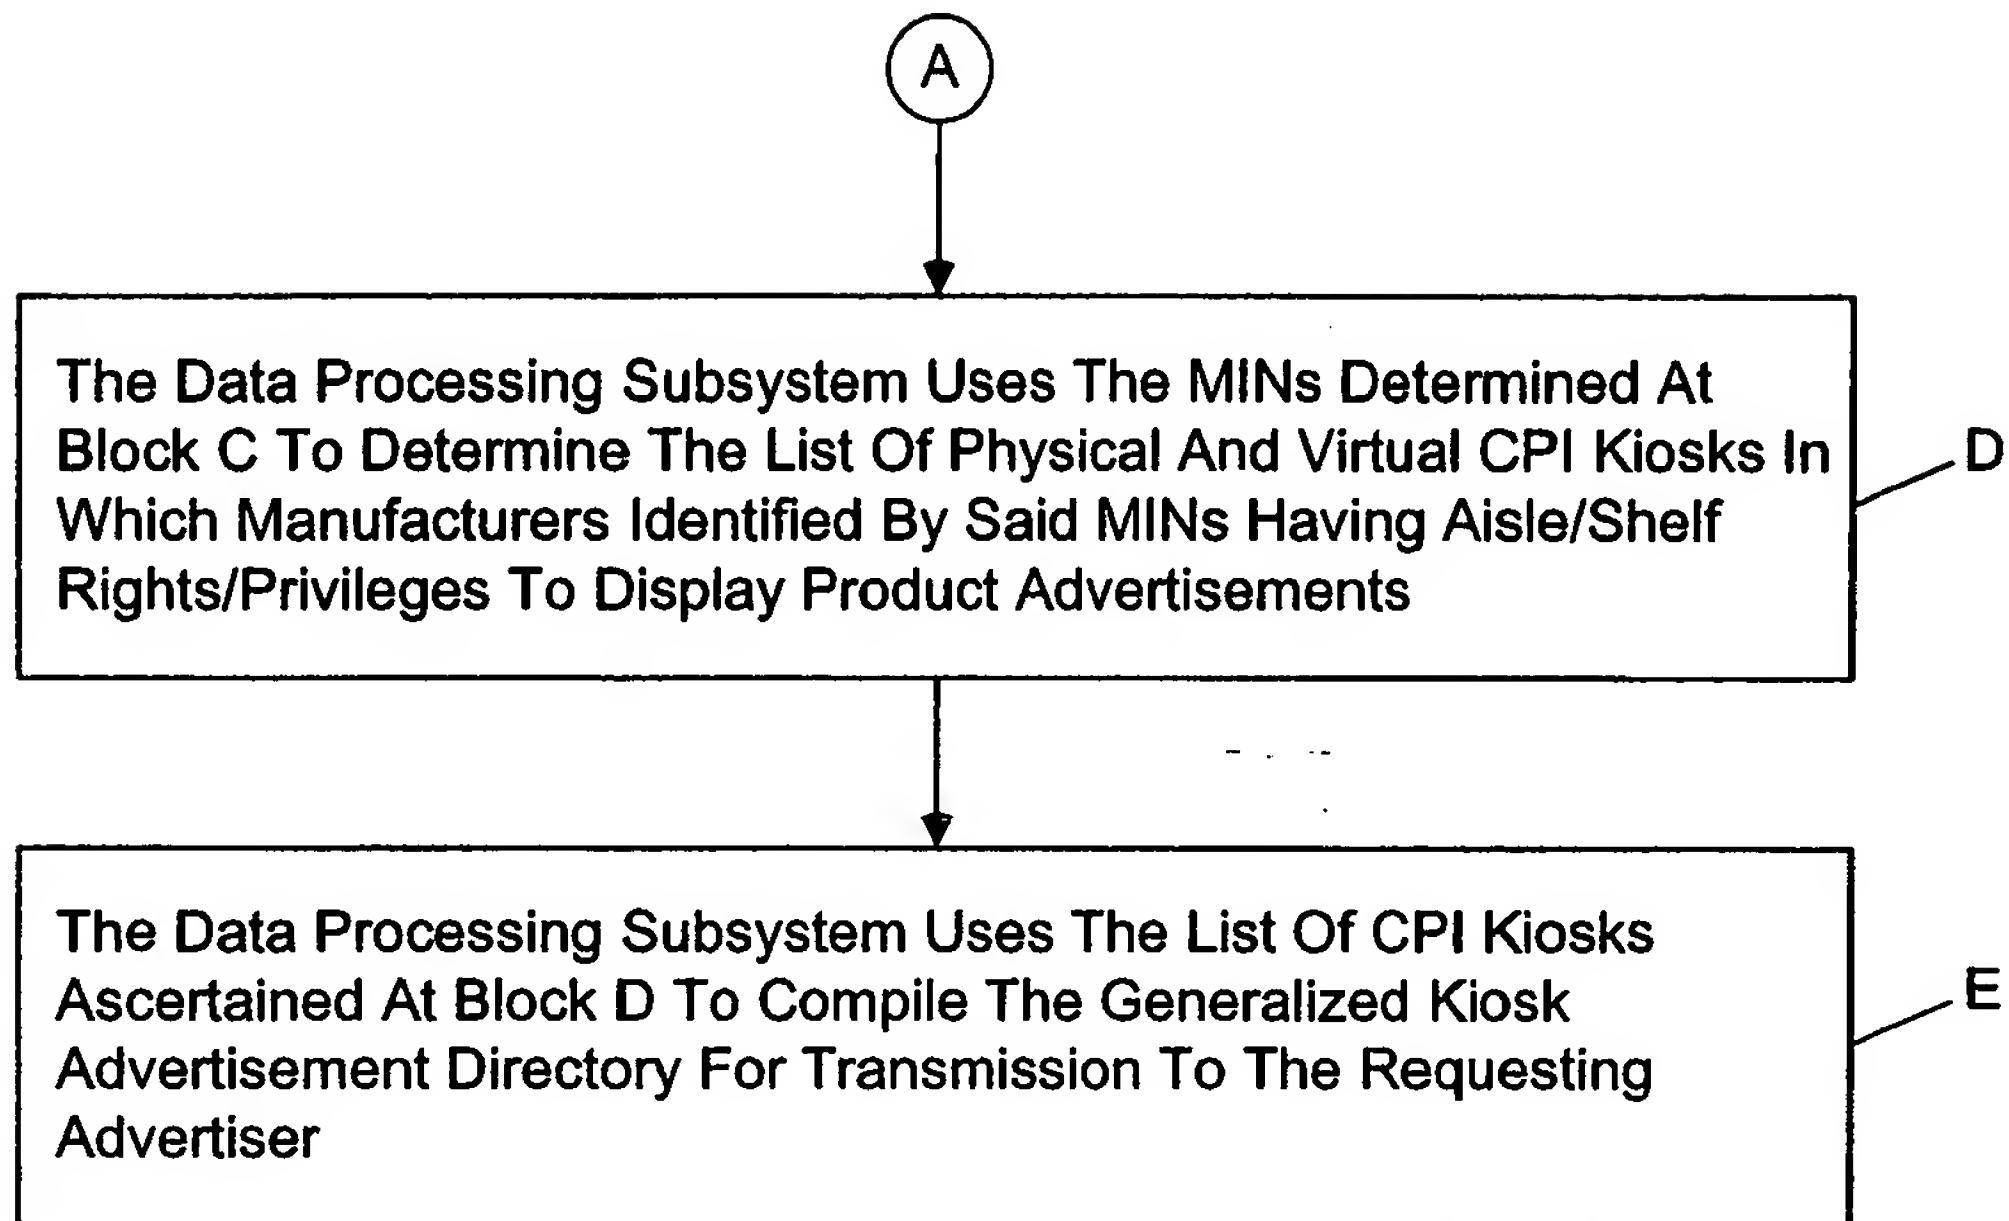 A
The Data Processing Subsystem Uses The MINs Determined At
Block C To Determine The List Of Physical And Virtual CPI Kiosks In
Which Manufacturers Identified By Said MINs Having Aisle/Shelf
Rights/Privileges To Display Product Advertisements
D
The Data Processing Subsystem Uses The List Of CPI Kiosks
Ascertained At Block D To Compile The Generalized Kiosk
Advertisement Directory For Transmission To The Requesting
Advertiser
E